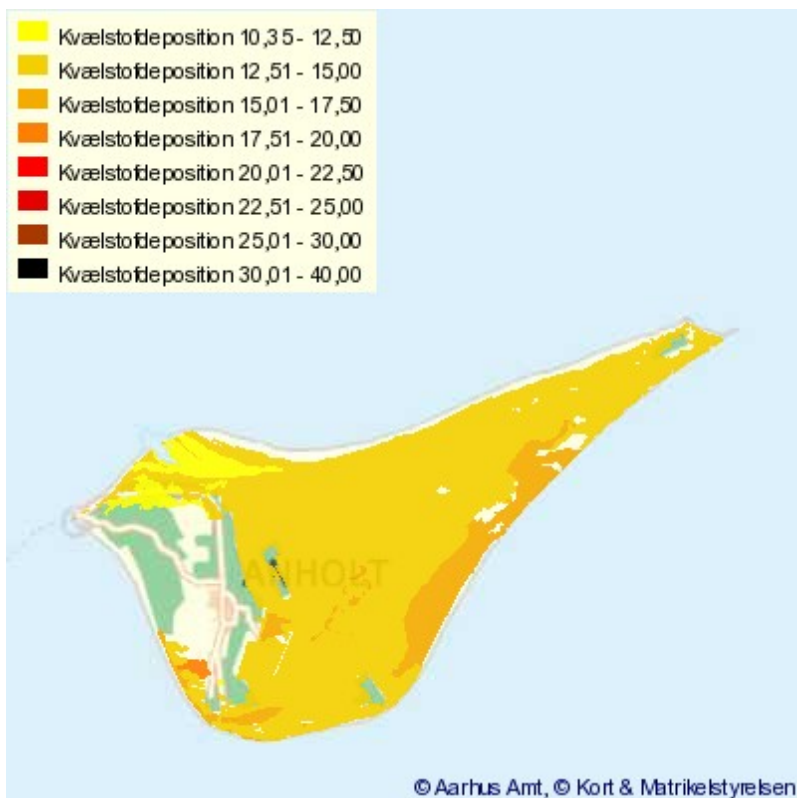 Kvælstofdeposition 10,35 - 12,50
Kvælstofdeposition 12,51 - 15,00
Kvælstofdeposition 15,01 - 17,50
Kvælstofdeposition 17,51 - 20,00
Kvælstofdeposition 20,01 - 22,50
Kvælstofdeposition 22,51 - 25,00
Kvælstofdeposition 25,01 - 30,00
Kvælstofdeposition 30,01 - 40,00
ANHOLT
© Aarhus Amt, © Kort & Matrikelstyrelsen